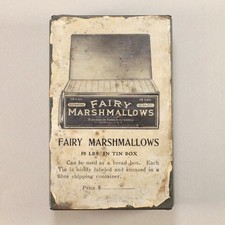 FAIRY
MARSHMALLOWS
FAIRY MARSHMALLOWS
IN TIN BOX
Can be used as a bread box. Each
Tin is highly labeled and encased in a
fibre shipping container.
Price $